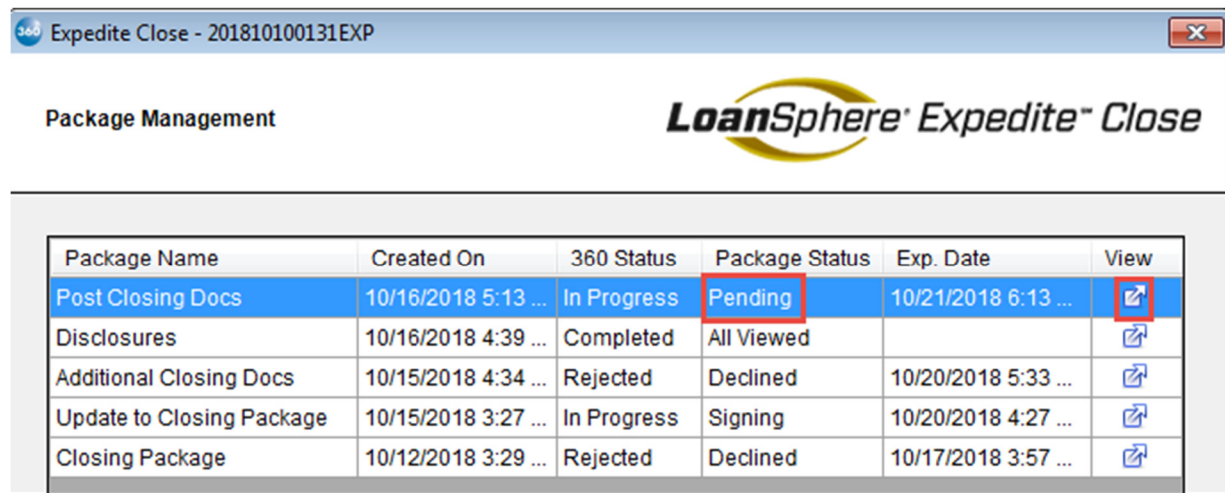 360 Expedite Close - 201810100131EXP
Package Management
LoanSphere Expedite™ Close
Package Name Created On 360 Status Package Status Exp. Date View
Post Closing Docs 10/16/2018 5:13 ... In Progress Pending 10/21/2018 6:13 ...
Disclosures 10/16/2018 4:39 ... Completed All Viewed
Additional Closing Docs 10/15/2018 4:34 ... Rejected Declined 10/20/2018 5:33 ...
Update to Closing Package 10/15/2018 3:27 ... In Progress Signing 10/20/2018 4:27 ...
Closing Package 10/12/2018 3:29 ... Rejected Declined 10/17/2018 3:57 ...